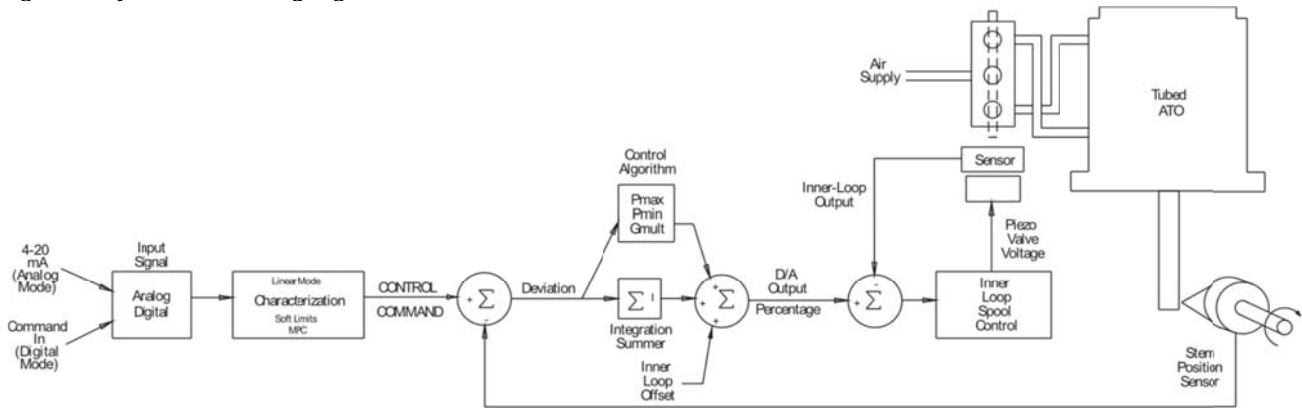 Air
Supply
Tubed
ATO
Sensor
Control
Algorithm
Pmax
Pmin
Gmult
Inner-Loop
Output
Piezo
Valve
Voltage
4-20
mA
(Analog
Mode)
Input
Signal
Analog
Digital
Command
In
(Digital
Mode)
Linear Mode
Characterization
Soft Limits
MPC
CONTROL
COMMAND
+ Σ
-
Deviation
Σ I
Integration
Summer
+
+ Σ
+
Inner
Loop
Offset
D/A
Output
Percentage
-
+ Σ
Inner
Loop
Spool
Control
Stem
Position
Sensor